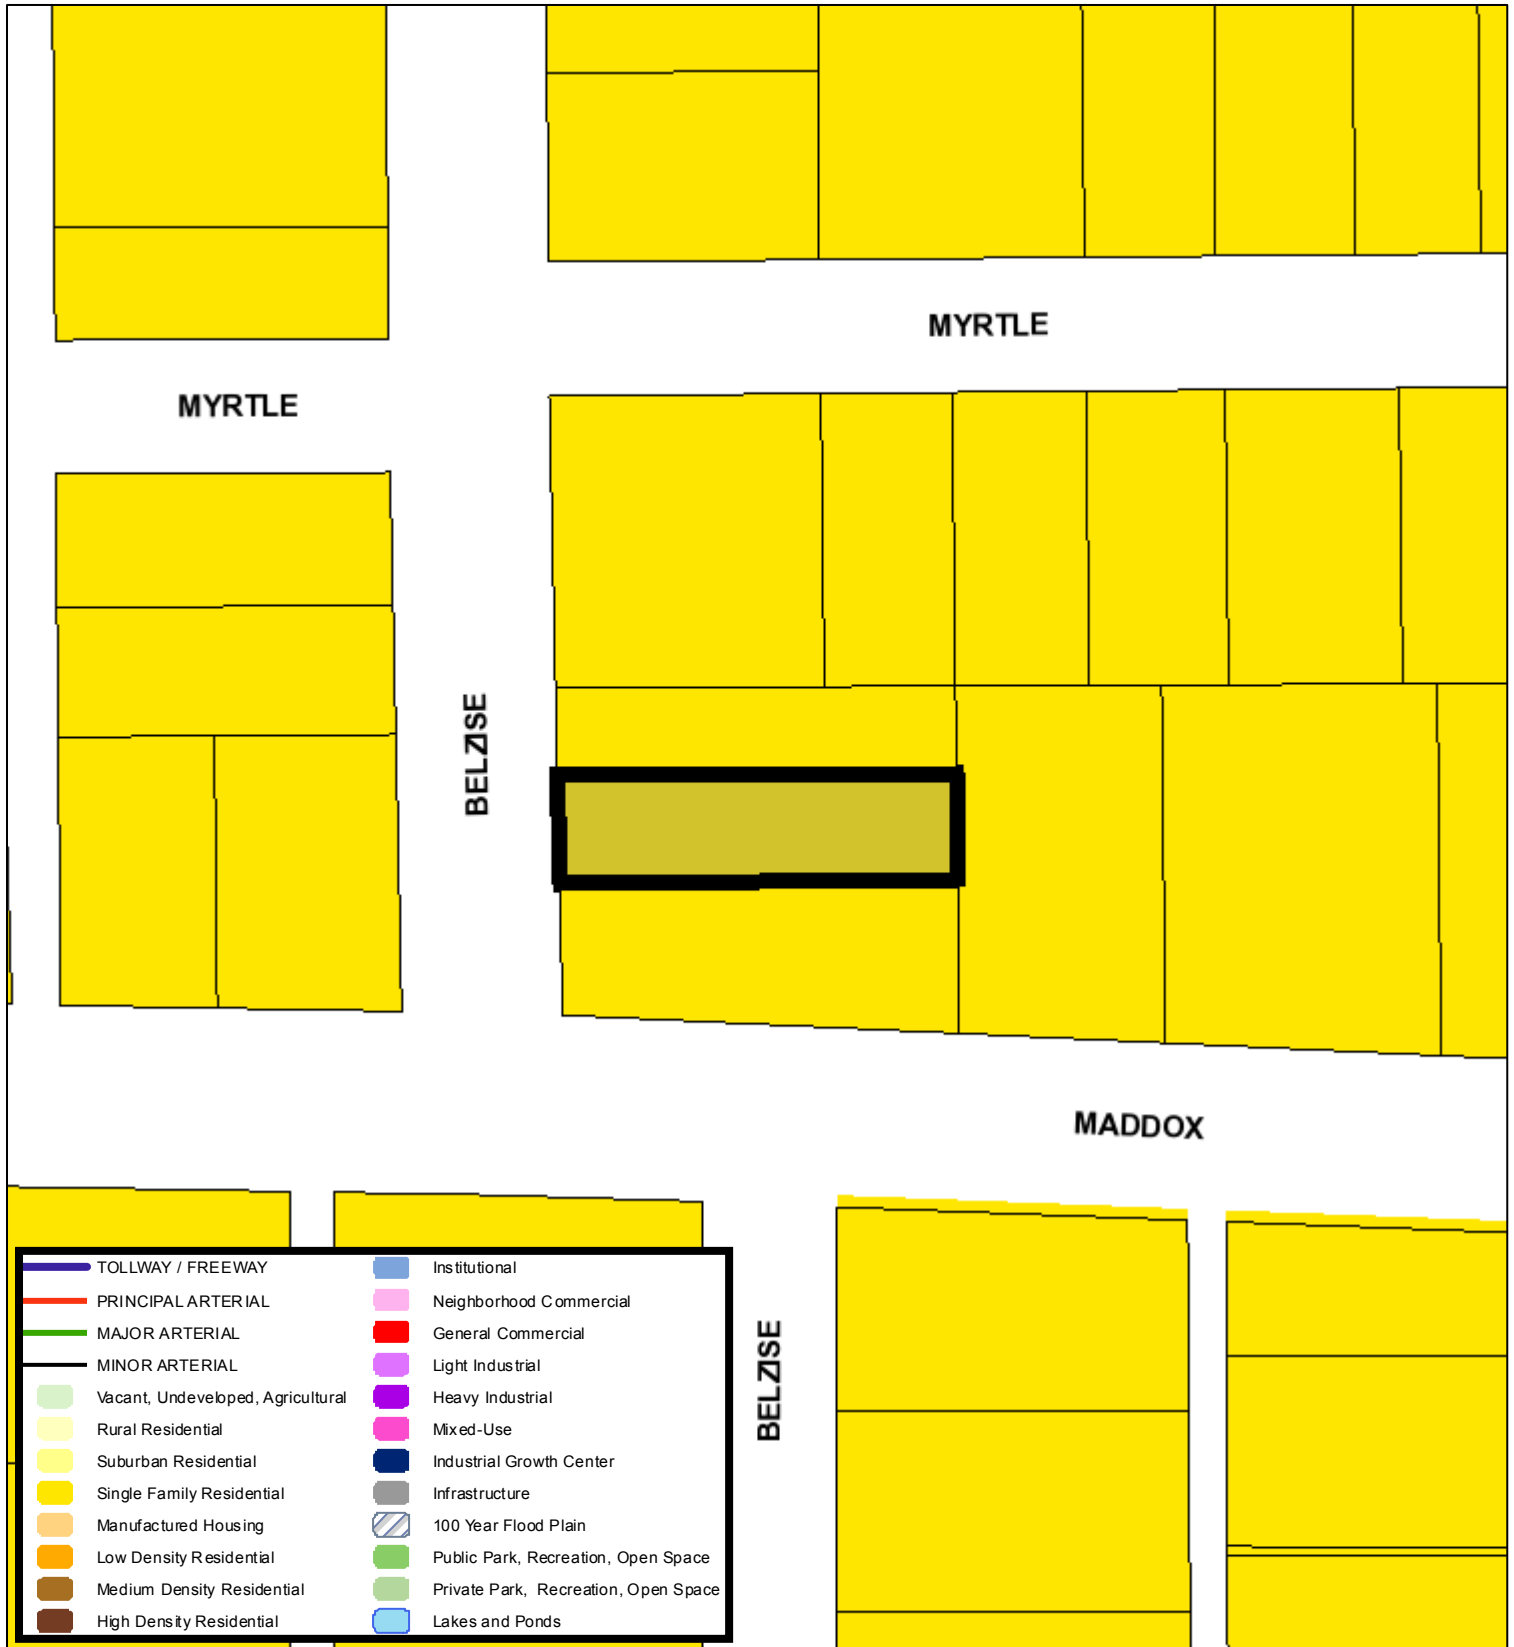 MYRTLE
MYRTLE
BELZISE
MADDOX
BELZISE
TOLLWAY / FREEWAY
PRINCIPAL ARTERIAL
MAJOR ARTERIAL
MINOR ARTERIAL
Vacant, Undeveloped, Agricultural
Rural Residential
Suburban Residential
Single Family Residential
Manufactured Housing
Low Density Residential
Medium Density Residential
High Density Residential
Institutional
Neighborhood Commercial
General Commercial
Light Industrial
Heavy Industrial
Mixed-Use
Industrial Growth Center
Infrastructure
100 Year Flood Plain
Public Park, Recreation, Open Space
Private Park, Recreation, Open Space
Lakes and Ponds